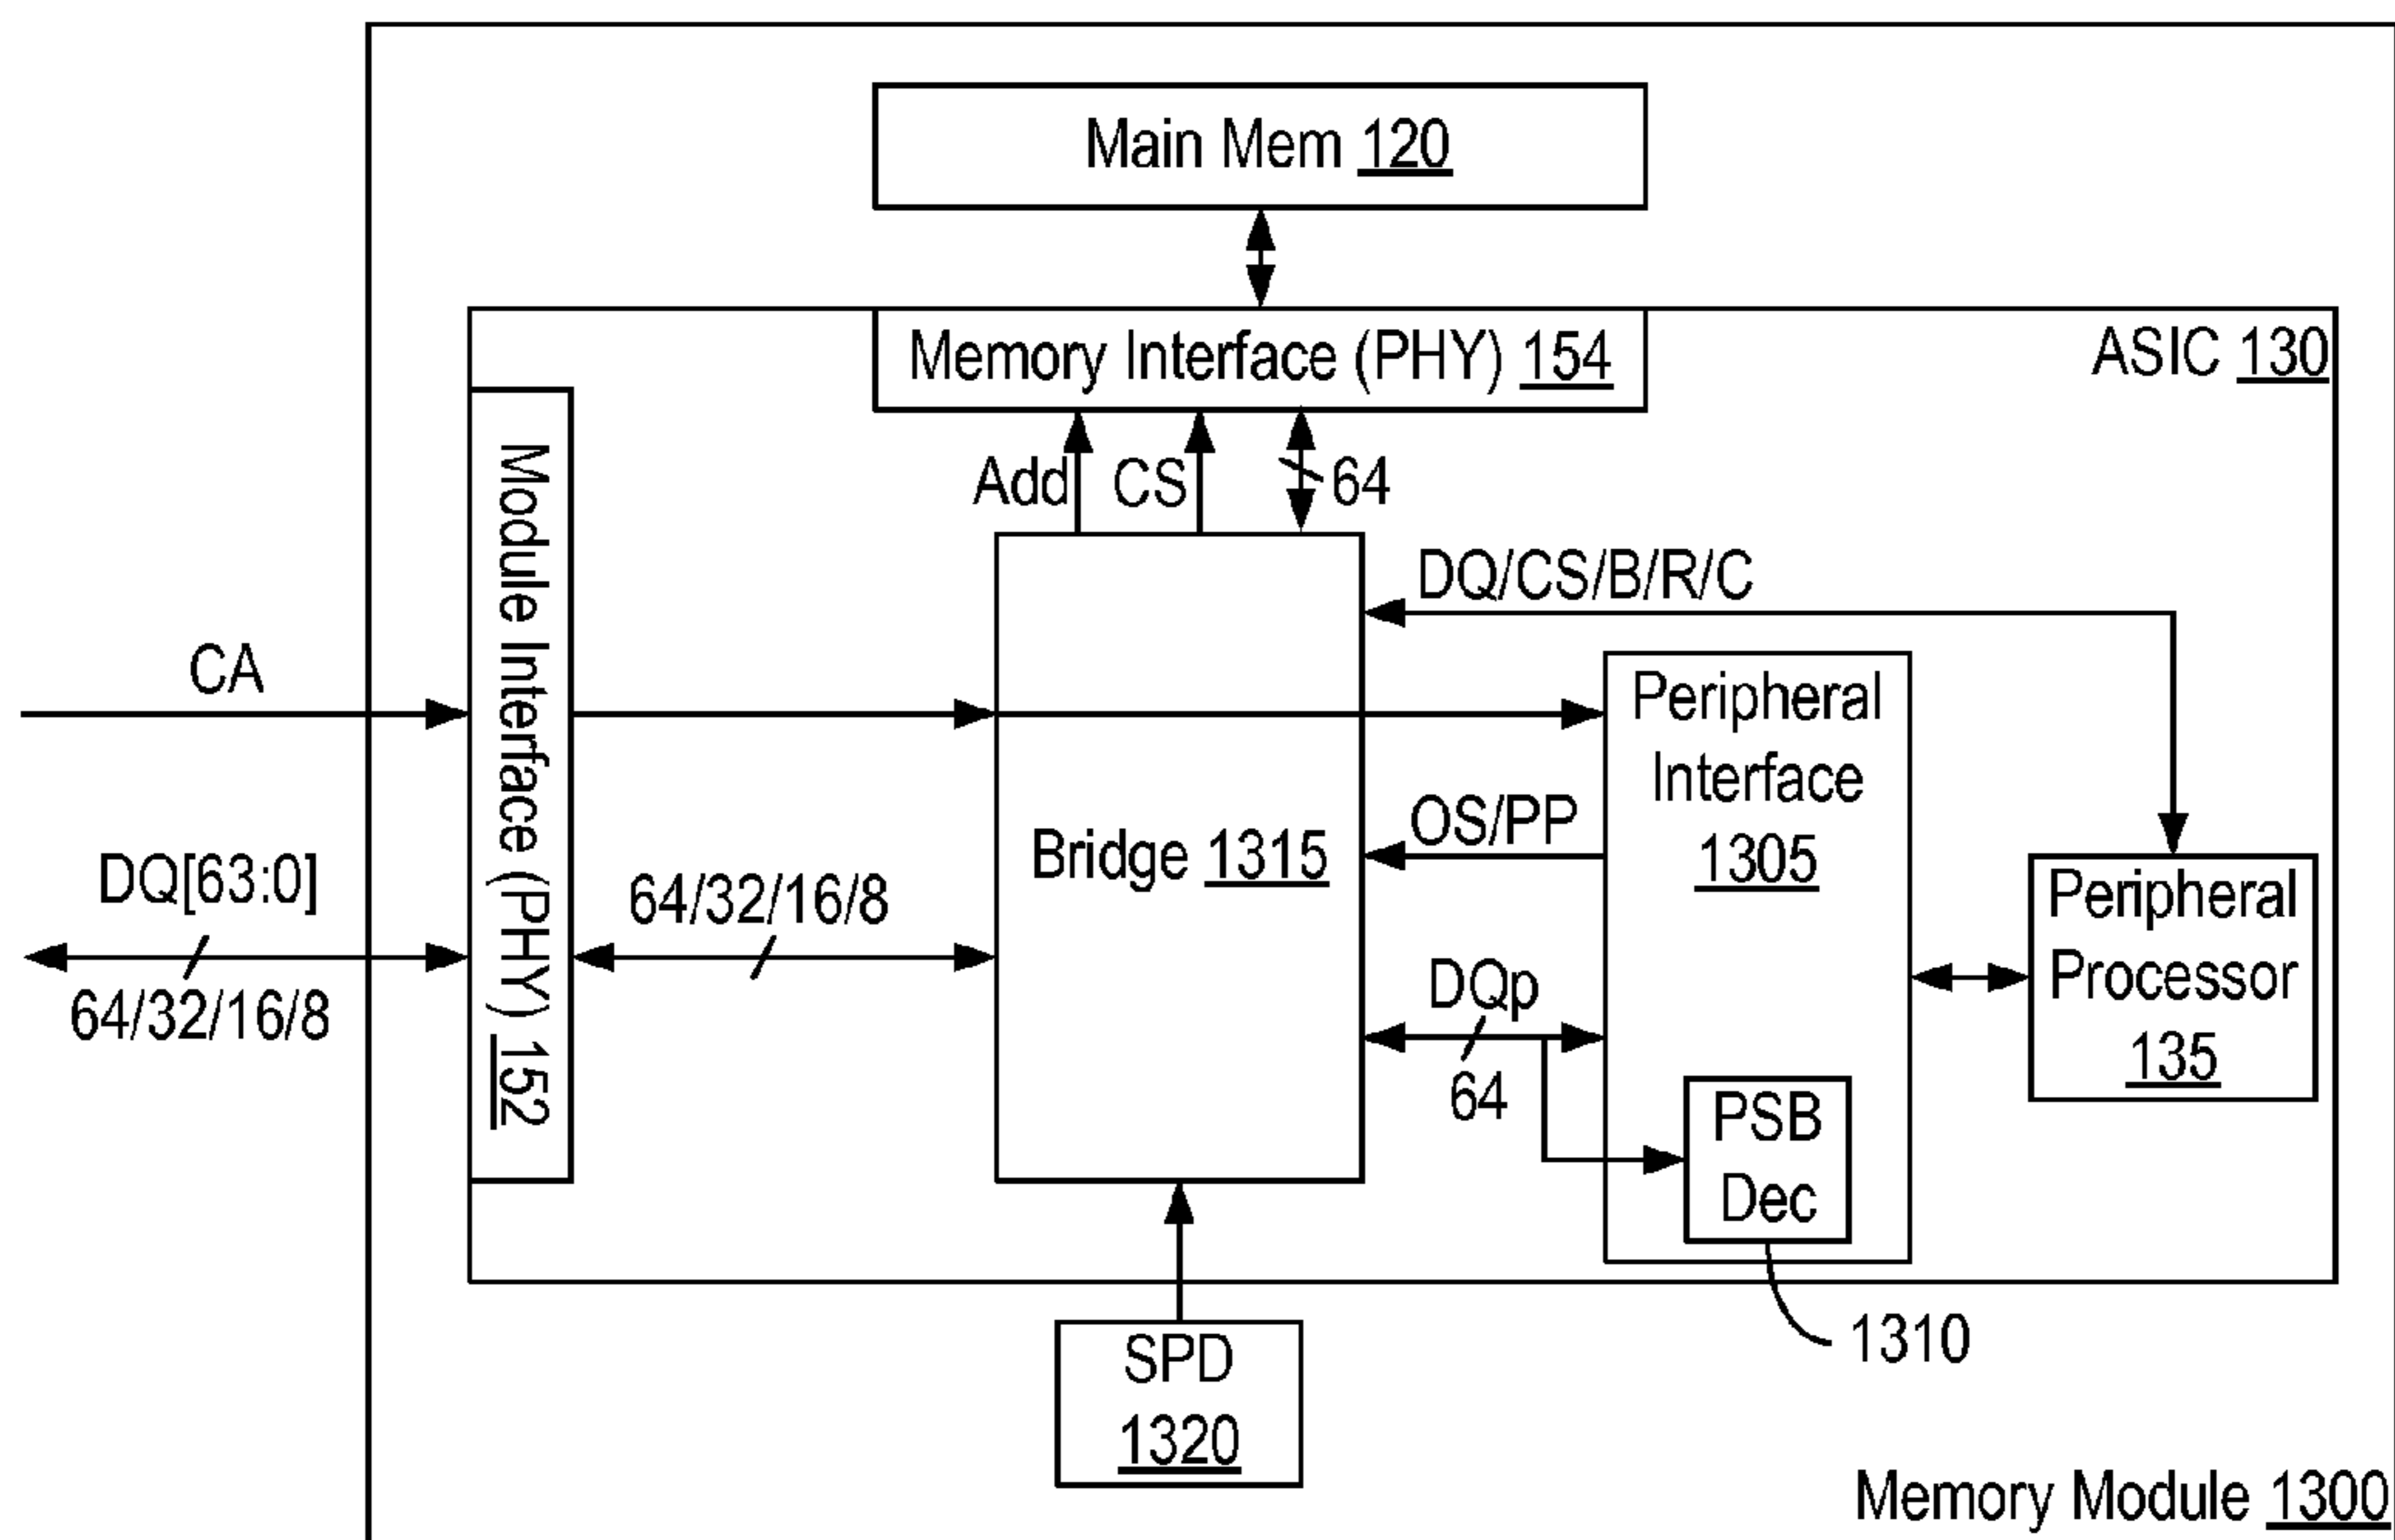 Main Mem 120
Memory Interface (PHY) 154
ASIC 130
Module Interface (PHY) 152
Add
CS
64
DQ/CS/B/R/C
CA
Peripheral
Interface
1305
OS/PP
Bridge 1315
DQ[63:0]
64/32/16/8
64/32/16/8
DQp
64
Peripheral
Processor
135
PSB
Dec
1310
SPD
1320
Memory Module 1300